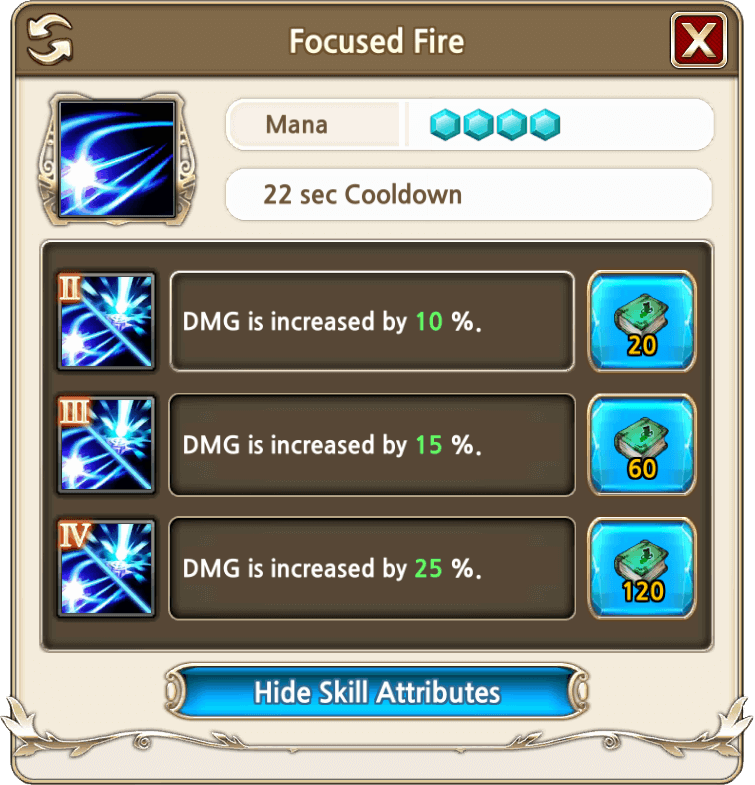 Focused Fire
Mana
22 sec Cooldown
II
DMG is increased by 10 %.
20
III
DMG is increased by 15 %.
60
IV
DMG is increased by 25 %.
120
Hide Skill Attributes